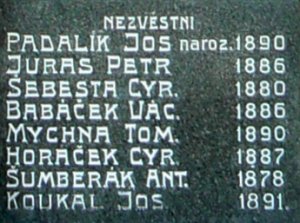 NEZVĚSTNI
PADALÍK JOS naroz. 1890
JURAS PETR 1886
ŠEBESTA CYR. 1880
BABÁČEK VÁC. 1886
MYCHNA TOM. 1890
HORÁČEK CYR. 1887
ŠUMBERÁK ANT. 1878
KOUKAL JOS. 1891.